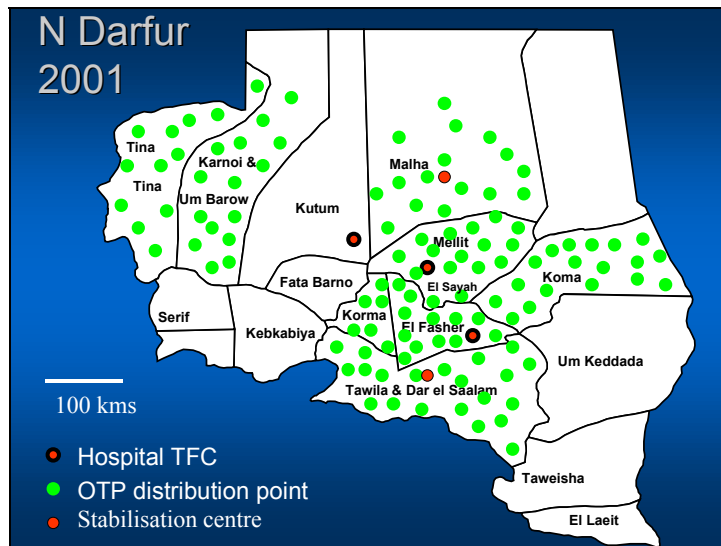 N Darfur
2001
Tina
Karnoi &
Tina
Malha
Um Barow
Kutum
Mellit
Fata Barno
El Sayah
Koma
Serif
Korma
El Fasher
Kebkabiya
Um Keddada
Tawila & Dar el Saalam
100 kms
Hospital TFC
OTP distribution point
Taweisha
Stabilisation centre
El Laeit